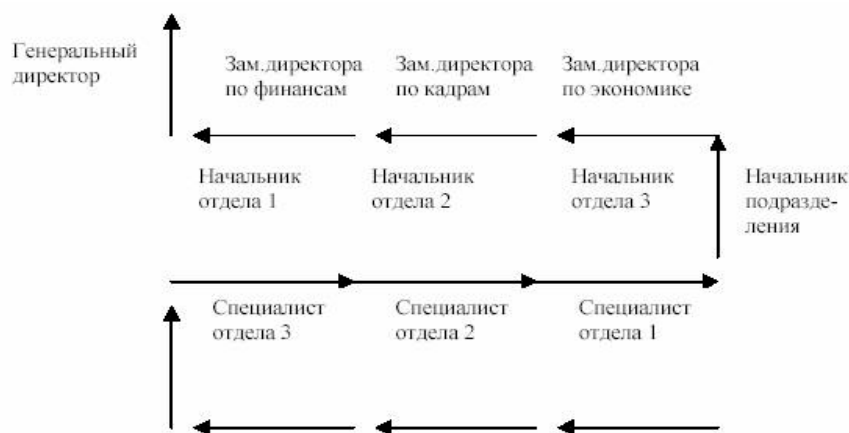 Генеральный
директор
Зам.директора
по финансам
Зам.директора
по кадрам
Зам.директора
по экономике
Начальник
отдела 1
Начальник
отдела 2
Начальник
отдела 3
Начальник
подразде-
ления
Специалист
отдела 3
Специалист
отдела 2
Специалист
отдела 1